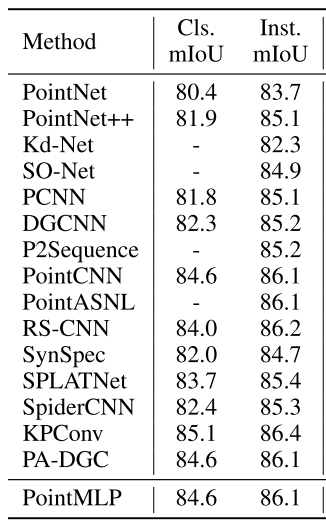 Method Cls. mIoU Inst. mIoU
PointNet 80.4 83.7
PointNet++ 81.9 85.1
Kd-Net - 82.3
SO-Net - 84.9
PCNN 81.8 85.1
DGCNN 82.3 85.2
P2Sequence - 85.2
PointCNN 84.6 86.1
PointASNL - 86.1
RS-CNN 84.0 86.2
SynSpec 82.0 84.7
SPLATNet 83.7 85.4
SpiderCNN 82.4 85.3
KPConv 85.1 86.4
PA-DGC 84.6 86.1
PointMLP 84.6 86.1